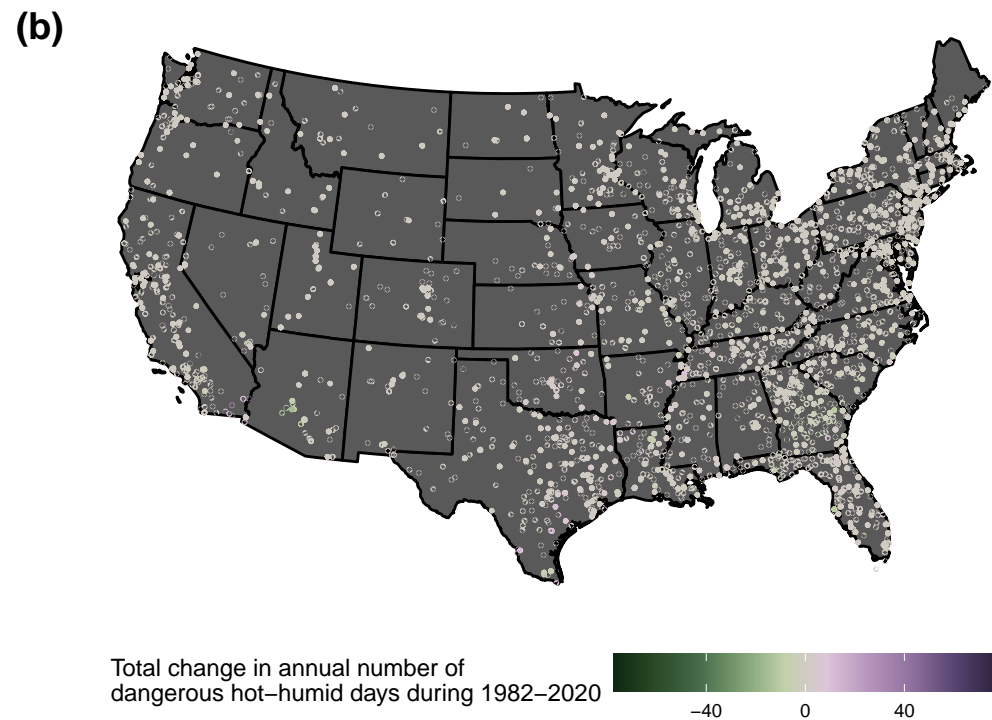 (b)
Total change in annual number of
dangerous hot−humid days during 1982−2020
−40 0 40